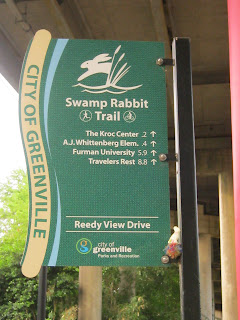 CITY OF GREENVILLE
Swamp Rabbit
Trail
The Kroc Center .2 ↑
A.J. Whittenberg Elem. .4 ↑
Furman University 5.9 ↑
Travelers Rest 8.8 ↑
Reedy View Drive
city of
greenville
Parks and Recreation